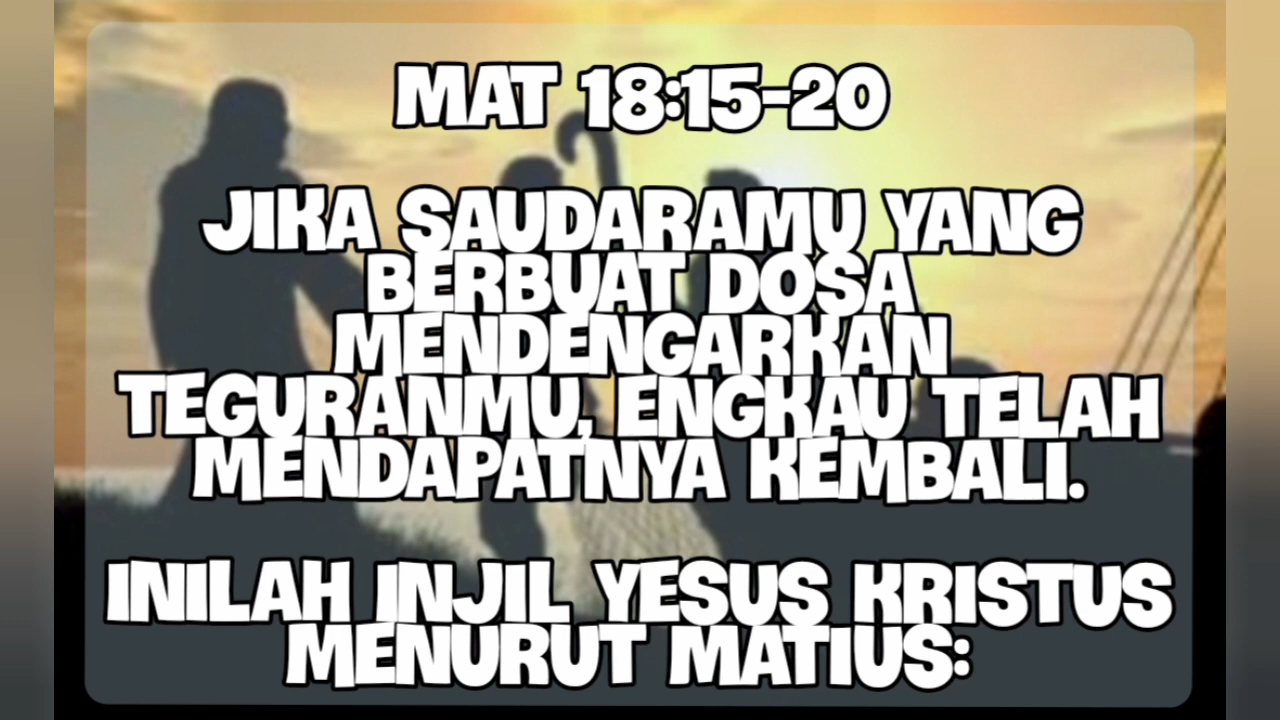 MAT 18:15-20
JIKA SAUDARAMU YANG
BERBUAT DOSA
MENDENGARKAN
TEGURANMU, ENGKAU TELAH
MENDAPATNYA KEMBALI.
INILAH INJIL YESUS KRISTUS
MENURUT MATIUS: